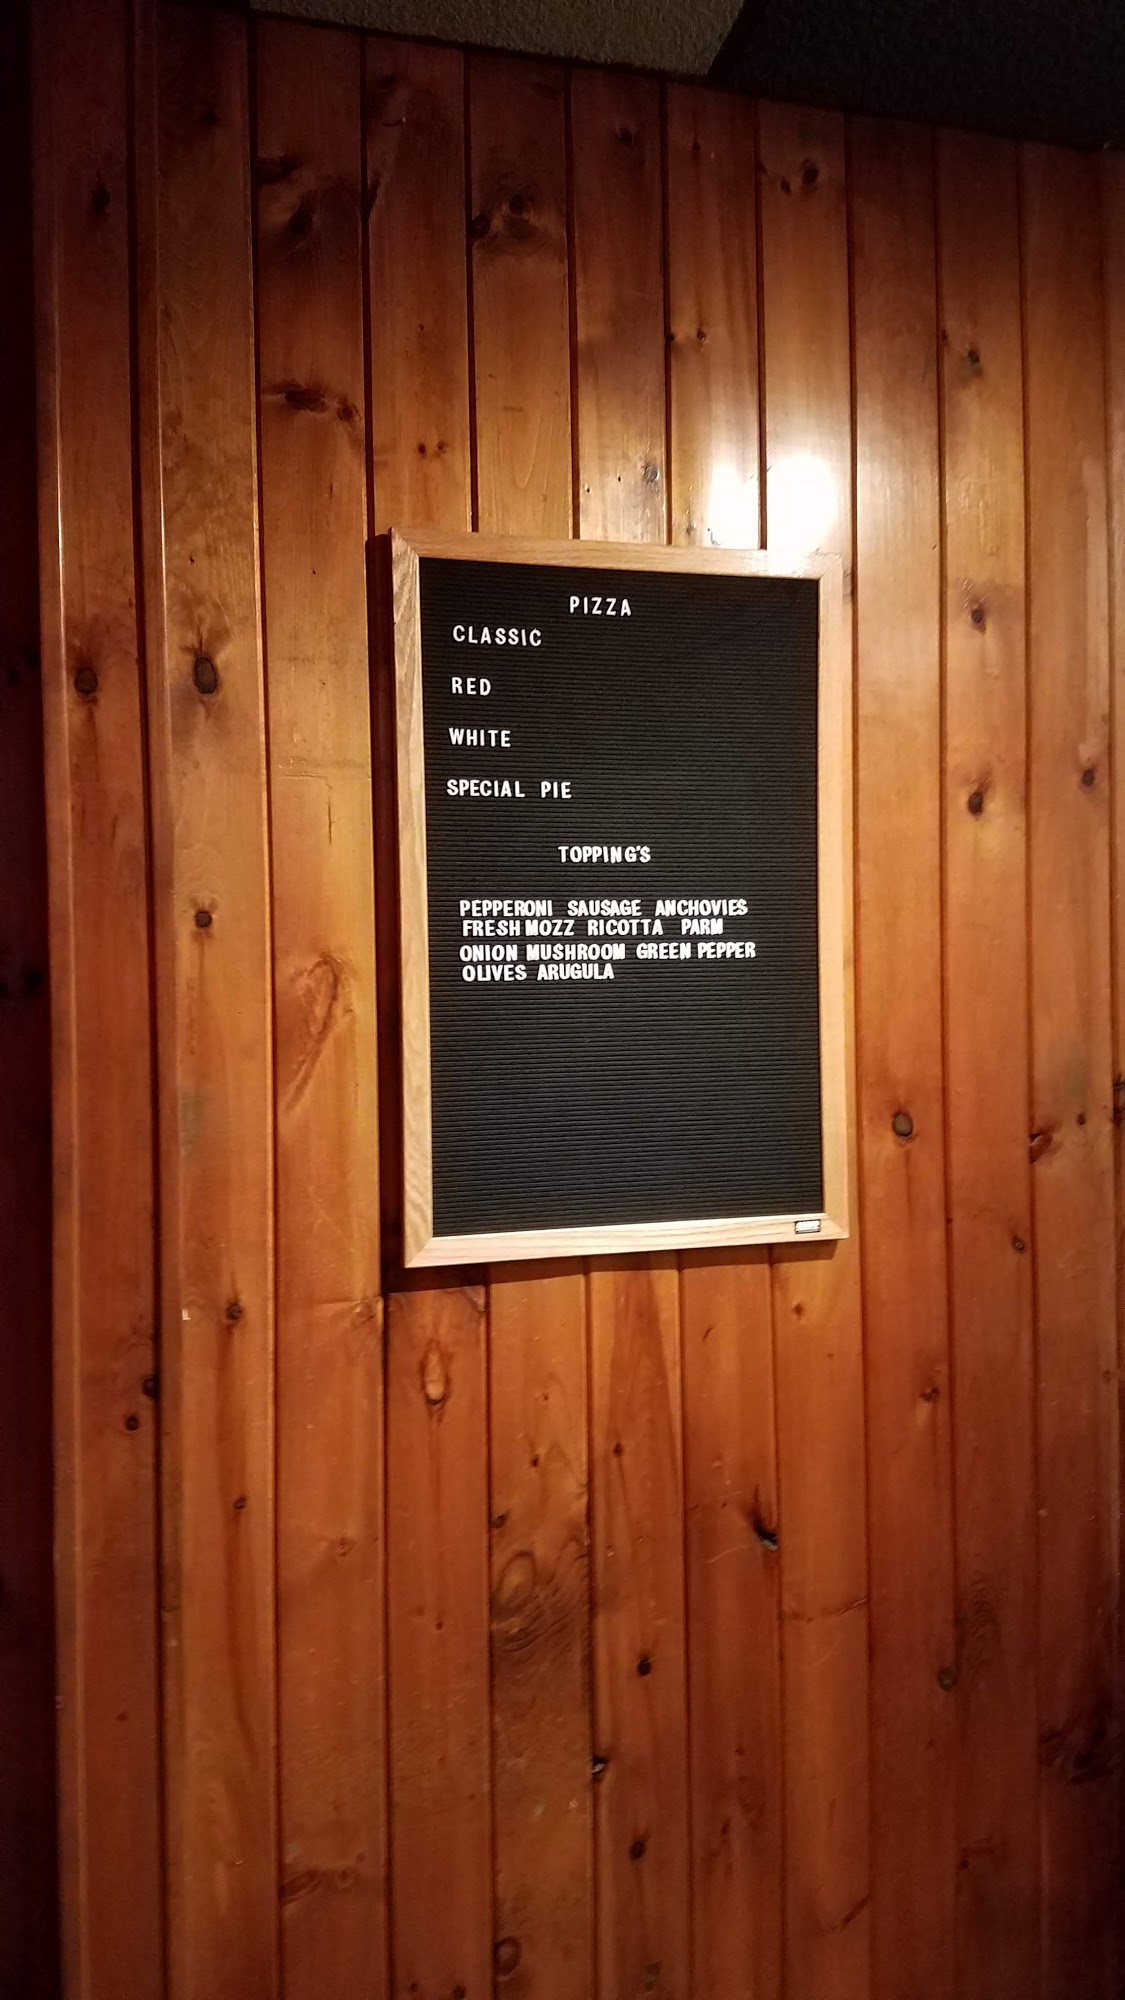 PIZZA
CLASSIC
RED
WHITE
SPECIAL PIE
TOPPING'S
PEPPERONI SAUSAGE ANCHOVIES
FRESH MOZZ RICOTTA PARM
ONION MUSHROOM GREEN PEPPER
OLIVES ARUGULA